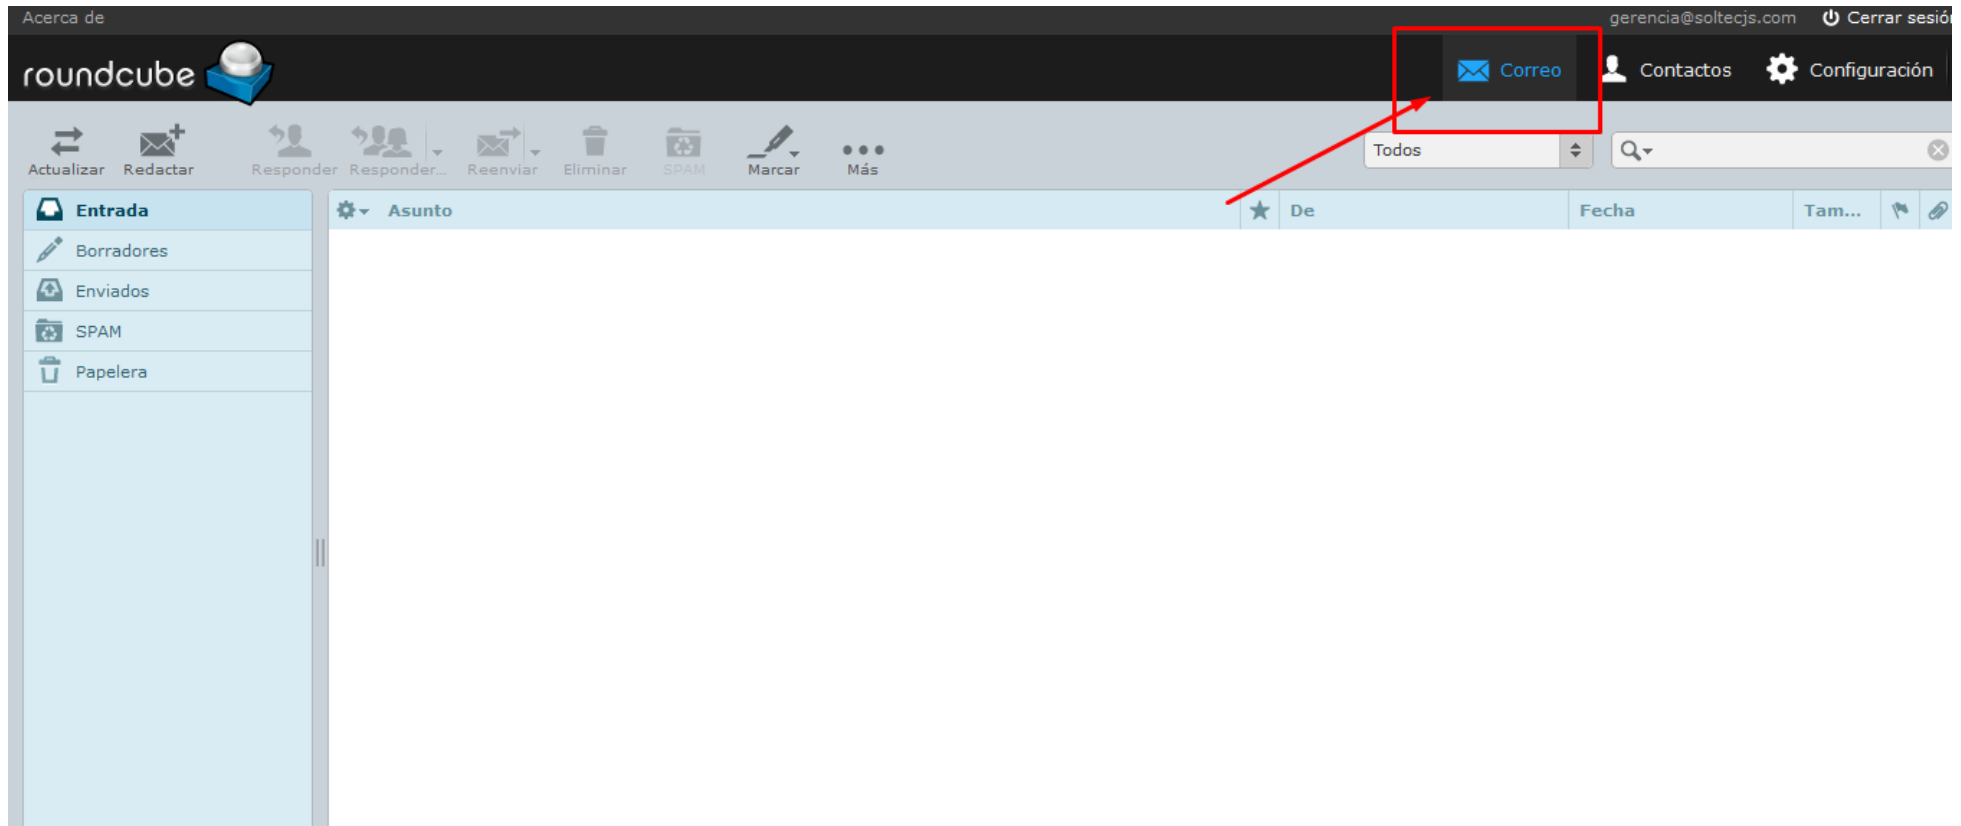 Acerca de
gerencia@soltecjs.com Cerrar sesión
roundcube
Correo Contactos Configuración
Actualizar Redactar Responder Responder... Reenviar Eliminar SPAM Marcar Más
Todos
Entrada
Borradores
Enviados
SPAM
Papelera
Asunto De Fecha Tam...